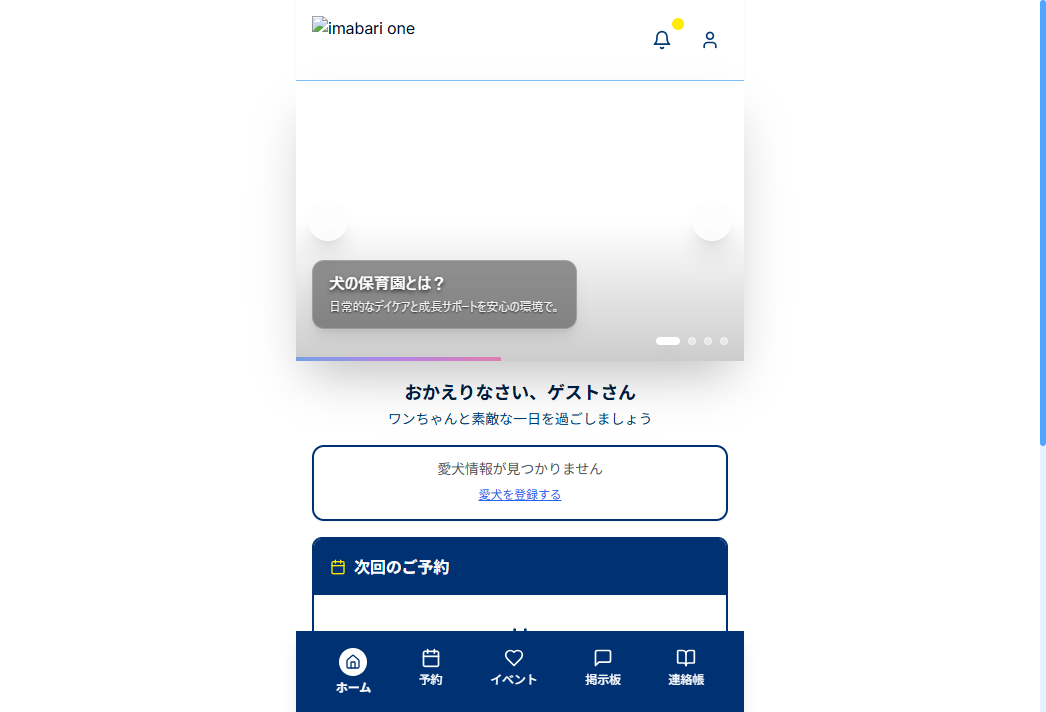 imabari one
犬の保育園とは？
日常的なデイケアと成長サポートを安心の環境で。
おかえりなさい、ゲストさん
ワンちゃんと素敵な一日を過ごしましょう
愛犬情報が見つかりません
愛犬を登録する
次回のご予約
ホーム
予約
イベント
掲示板
連絡帳